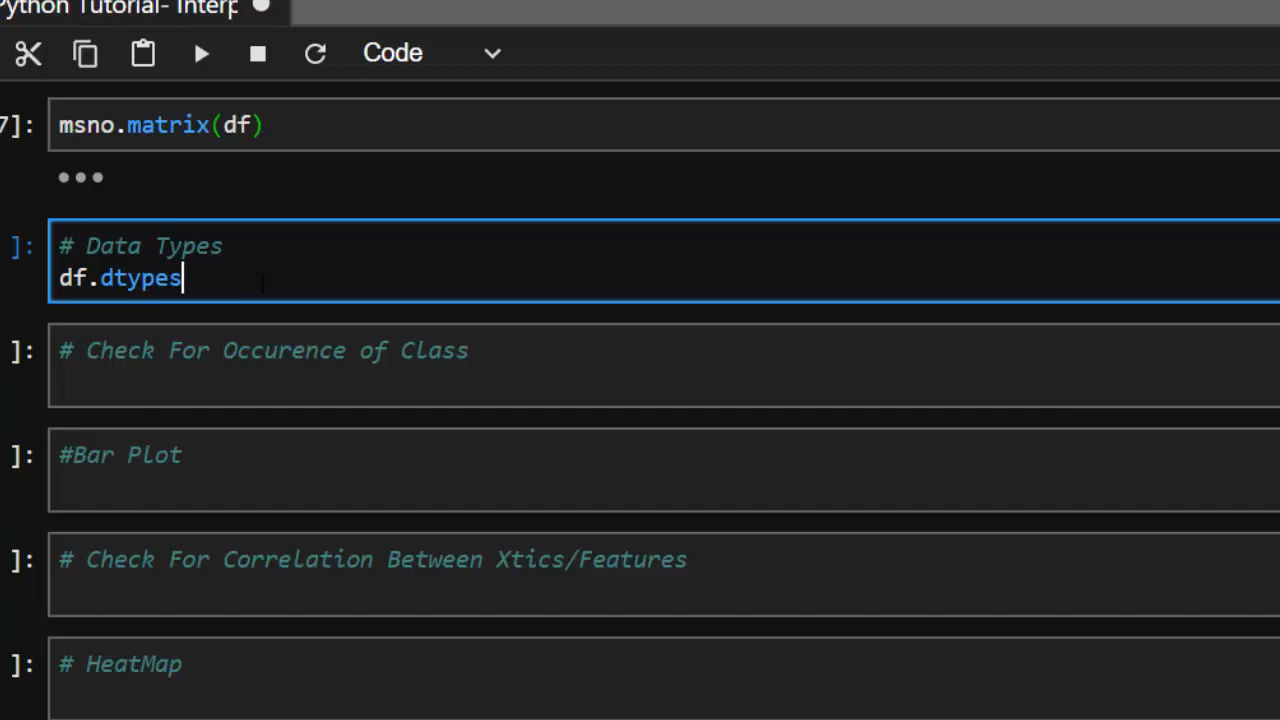 Python Tutorial- Interp
Code
7]: msno.matrix(df)
]: # Data Types
df.dtypes
]: # Check For Occurence of Class
]: #Bar Plot
]: # Check For Correlation Between Xtics/Features
]: # HeatMap